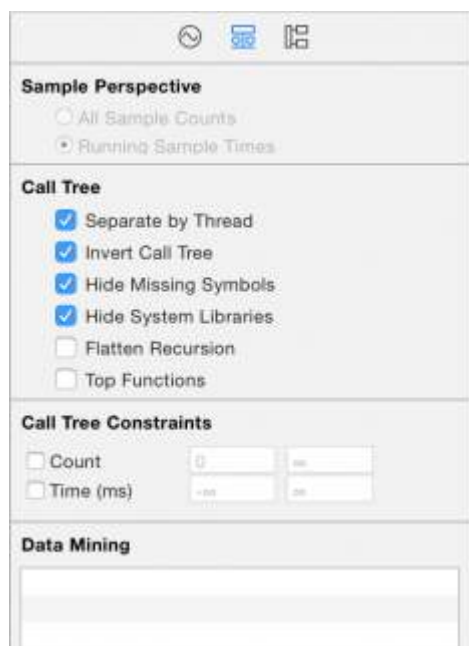 Sample Perspective
All Sample Counts
Running Sample Times
Call Tree
Separate by Thread
Invert Call Tree
Hide Missing Symbols
Hide System Libraries
Flatten Recursion
Top Functions
Call Tree Constraints
Count 0 ∞
Time (ms) -∞ ∞
Data Mining